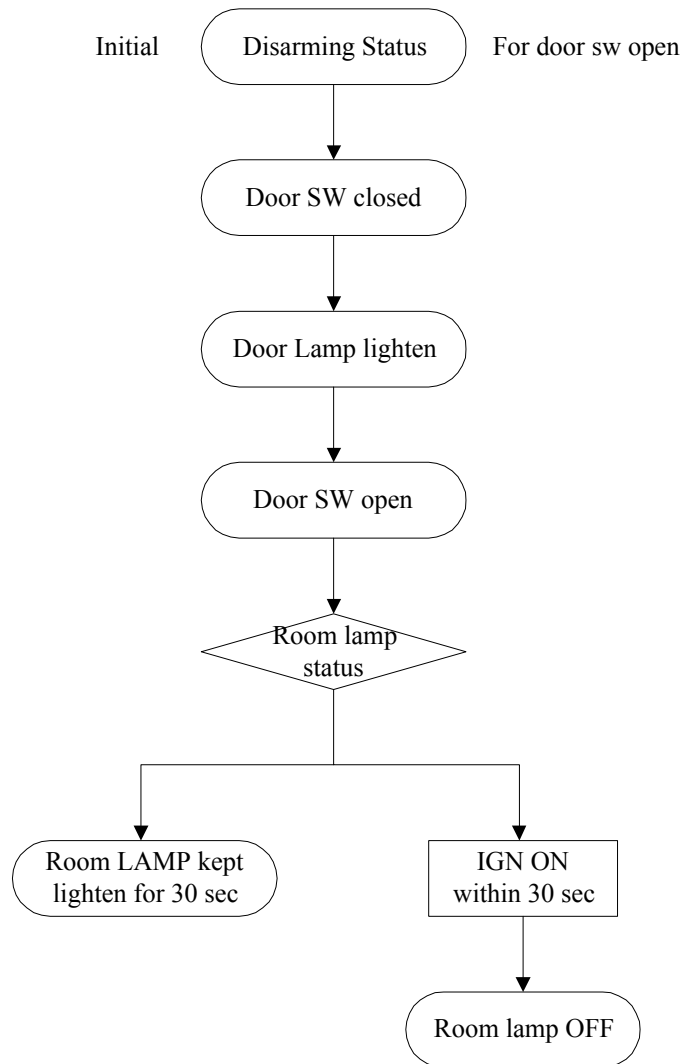 Initial
Disarming Status
For door sw open
Door SW closed
Door Lamp lighten
Door SW open
Room lamp
status
Room LAMP kept
lighten for 30 sec
IGN ON
within 30 sec
Room lamp OFF